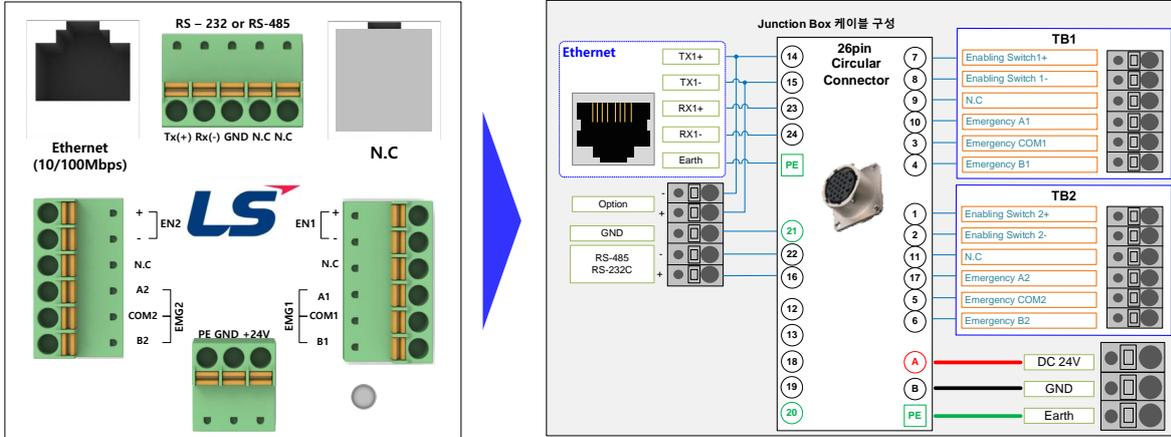 RS – 232 or RS-485
Tx(+) Rx(-) GND N.C N.C
Ethernet
(10/100Mbps)
N.C
LS
+
-
EN2
N.C
A2
COM2
B2
EMG2
EN1
+
-
N.C
A1
COM1
B1
EMG1
PE GND +24V
Junction Box 케이블 구성
Ethernet
TX1+
TX1-
RX1+
RX1-
Earth
Option
-
+
GND
RS-485
RS-232C
-
+
26pin
Circular
Connector
14
15
23
24
PE
21
22
16
12
13
18
19
20
7
8
9
10
3
4
1
2
11
17
5
6
A
B
PE
TB1
Enabling Switch1+
Enabling Switch 1-
N.C
Emergency A1
Emergency COM1
Emergency B1
TB2
Enabling Switch 2+
Enabling Switch 2-
N.C
Emergency A2
Emergency COM2
Emergency B2
DC 24V
GND
Earth